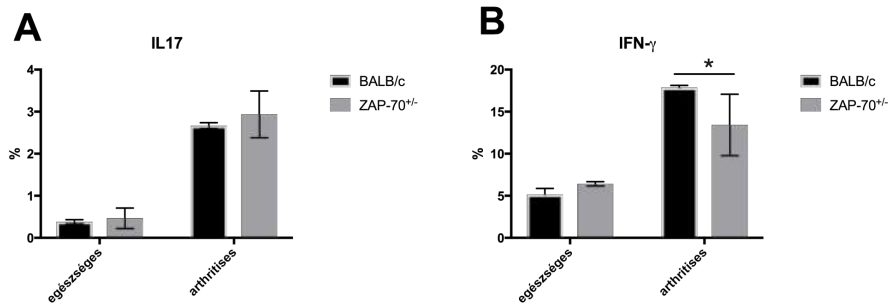 A
IL17
4
3
2
1
0
%
egészséges
arthritises
BALB/c
ZAP-70+/-
B
IFN-γ
20
15
10
5
0
%
*
egészséges
arthritises
BALB/c
ZAP-70+/-